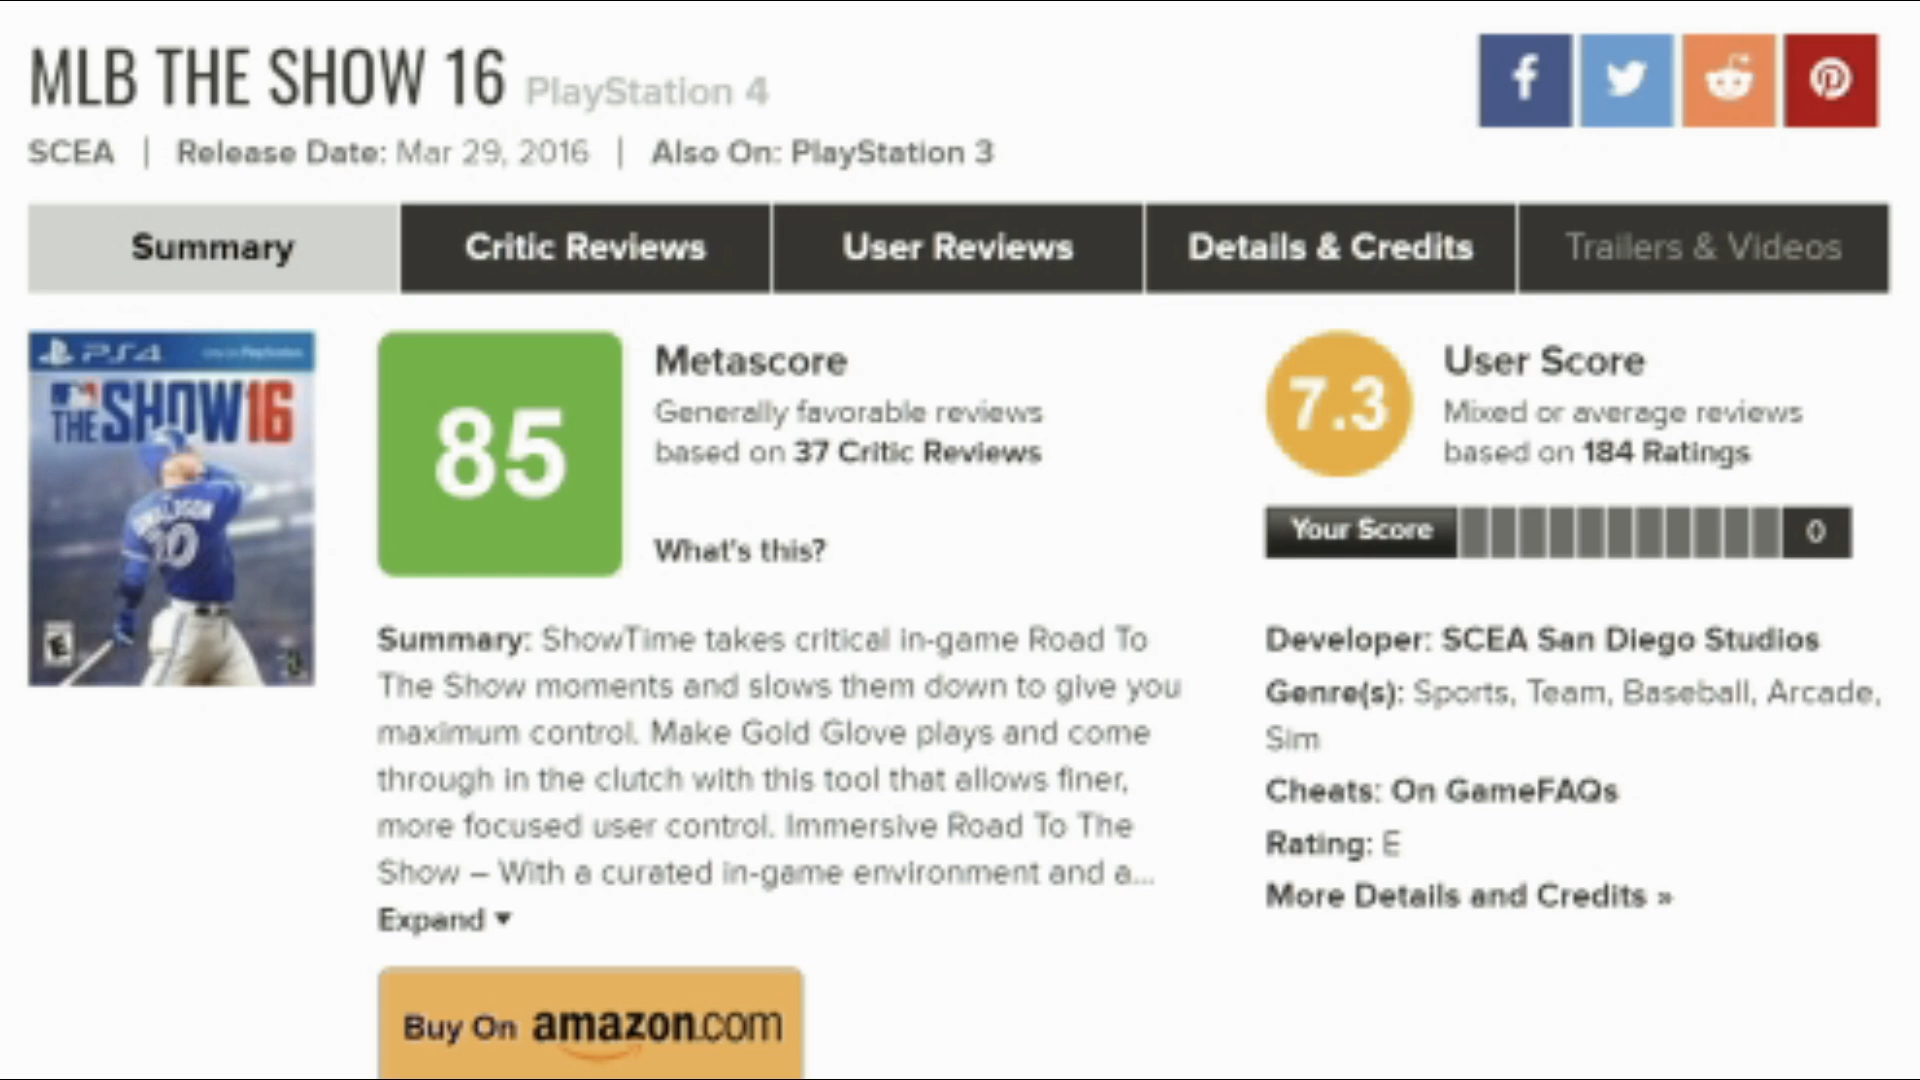 MLB THE SHOW 16 PlayStation 4
SCEA | Release Date: Mar 29, 2016 | Also On: PlayStation 3
Summary
Critic Reviews
User Reviews
Details & Credits
Trailers & Videos
PS4
THE SHOW 16
10
E
85
Metascore
Generally favorable reviews
based on 37 Critic Reviews
What's this?
7.3
User Score
Mixed or average reviews
based on 184 Ratings
Your Score
0
Summary: ShowTime takes critical in-game Road To
The Show moments and slows them down to give you
maximum control. Make Gold Glove plays and come
through in the clutch with this tool that allows finer,
more focused user control. Immersive Road To The
Show – With a curated in-game environment and a...
Expand
Developer: SCEA San Diego Studios
Genre(s): Sports, Team, Baseball, Arcade,
Sim
Cheats: On GameFAQs
Rating: E
More Details and Credits »
Buy On amazon.com